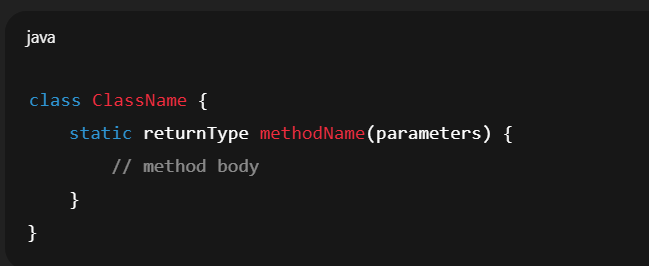 java
class ClassName {
    static returnType methodName(parameters) {
        // method body
    }
}